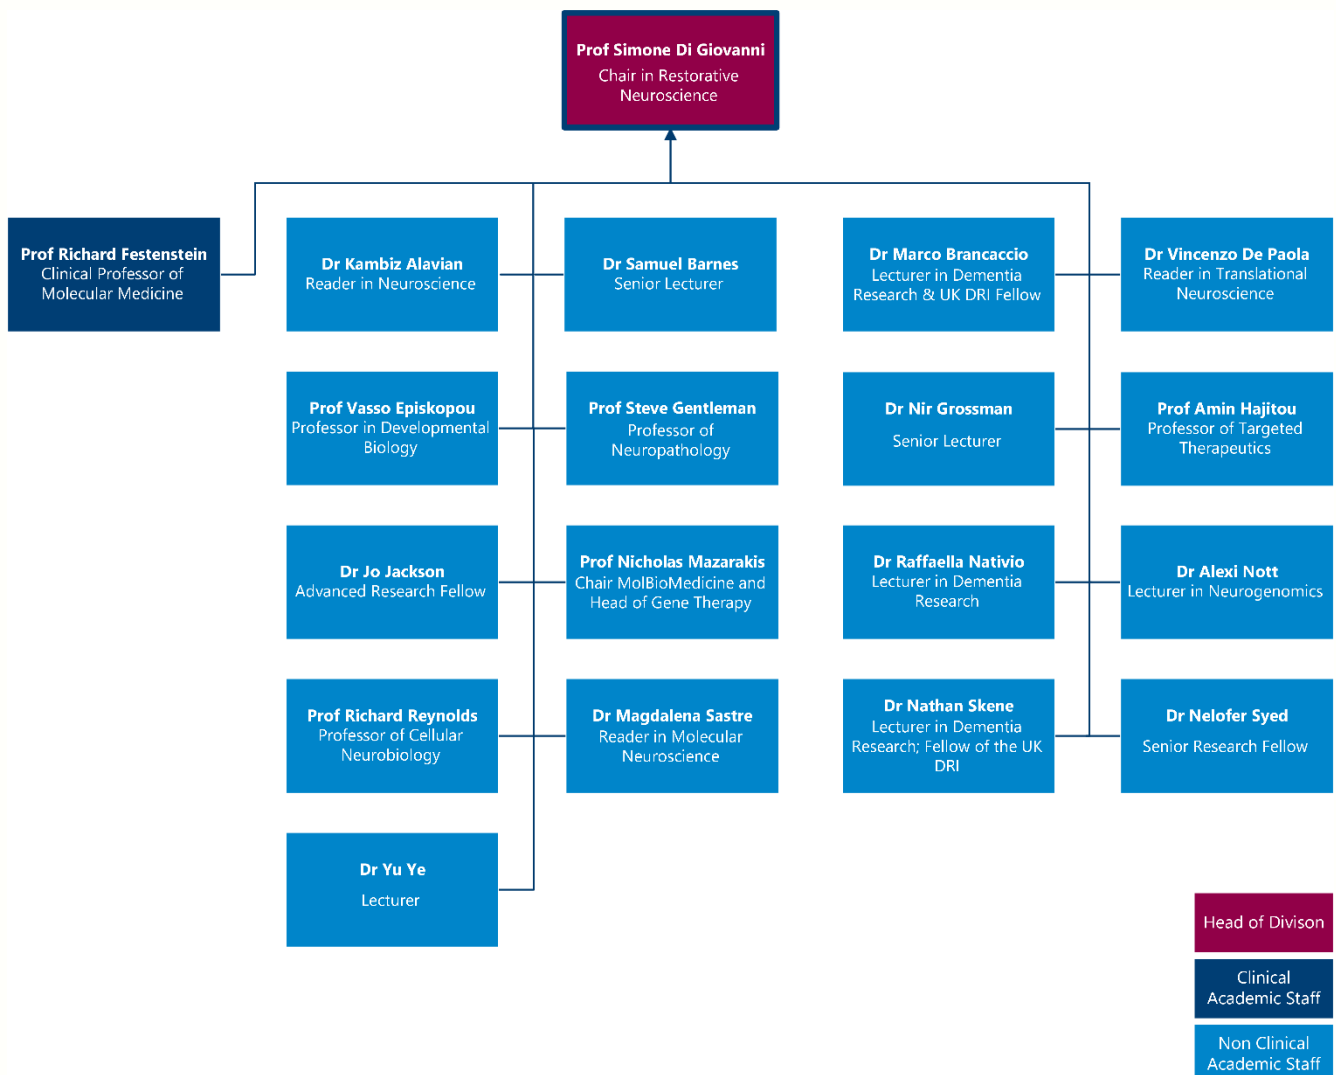 Prof Simone Di Giovanni
Chair in Restorative
Neuroscience
Prof Richard Festenstein
Clinical Professor of
Molecular Medicine
Dr Kambiz Alavian
Reader in Neuroscience
Dr Samuel Barnes
Senior Lecturer
Dr Marco Brancaccio
Lecturer in Dementia
Research & UK DRI Fellow
Dr Vincenzo De Paola
Reader in Translational
Neuroscience
Prof Vasso Episkopou
Professor in Developmental
Biology
Prof Steve Gentleman
Professor of
Neuropathology
Dr Nir Grossman
Senior Lecturer
Prof Amin Hajitou
Professor of Targeted
Therapeutics
Dr Jo Jackson
Advanced Research Fellow
Prof Nicholas Mazarakis
Chair MolBioMedicine and
Head of Gene Therapy
Dr Raffaella Nativio
Lecturer in Dementia
Research
Dr Alexi Nott
Lecturer in Neurogenomics
Prof Richard Reynolds
Professor of Cellular
Neurobiology
Dr Magdalena Sastre
Reader in Molecular
Neuroscience
Dr Nathan Skene
Lecturer in Dementia
Research; Fellow of the UK
DRI
Dr Nelofer Syed
Senior Research Fellow
Dr Yu Ye
Lecturer
Head of Divison
Clinical
Academic Staff
Non Clinical
Academic Staff